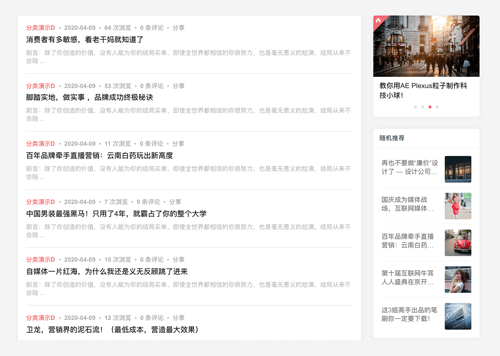 分类演示D • 2020-04-09 • 64 次浏览 • 0 条评论 • 分享
消费者有多敏感，看老干妈就知道了
前言：除了你创造的价值，没有人能为你的结局买单，即使全世界都相信的你很努力，也是毫无意义的尬演。结局从来不
会陪 ...
分类演示D • 2020-04-09 • 53 次浏览 • 0 条评论 • 分享
脚踏实地，做实事 ，品牌成功终极秘诀
前言：除了你创造的价值，没有人能为你的结局买单，即使全世界都相信的你很努力，也是毫无意义的尬演。结局从来不
会陪 ...
分类演示D • 2020-04-09 • 11 次浏览 • 0 条评论 • 分享
百年品牌牵手直播营销：云南白药玩出新高度
前言：除了你创造的价值，没有人能为你的结局买单，即使全世界都相信的你很努力，也是毫无意义的尬演。结局从来不
会陪 ...
分类演示D • 2020-04-09 • 7 次浏览 • 0 条评论 • 分享
中国男装最强黑马！只用了4年，就霸占了你的整个大学
前言：除了你创造的价值，没有人能为你的结局买单，即使全世界都相信的你很努力，也是毫无意义的尬演。结局从来不
会陪 ...
分类演示D • 2020-04-09 • 10 次浏览 • 0 条评论 • 分享
自媒体一片红海，为什么我还是义无反顾跳了进来
前言：除了你创造的价值，没有人能为你的结局买单，即使全世界都相信的你很努力，也是毫无意义的尬演。结局从来不
会陪 ...
分类演示D • 2020-04-09 • 12 次浏览 • 0 条评论 • 分享
卫龙，营销界的泥石流！（最低成本，营造最大效果）
教你用AE Plexus粒子制作科
技小球！
随机推荐
再也不要做“廉价”设
计了 — 设计公司...
国庆成为媒体战
场，互联网媒体...
百年品牌牵手直播
营销：云南白药...
第十届互联网牛耳
人人盛典在京开...
这3组高手出品的笔
刷你一定要下载！